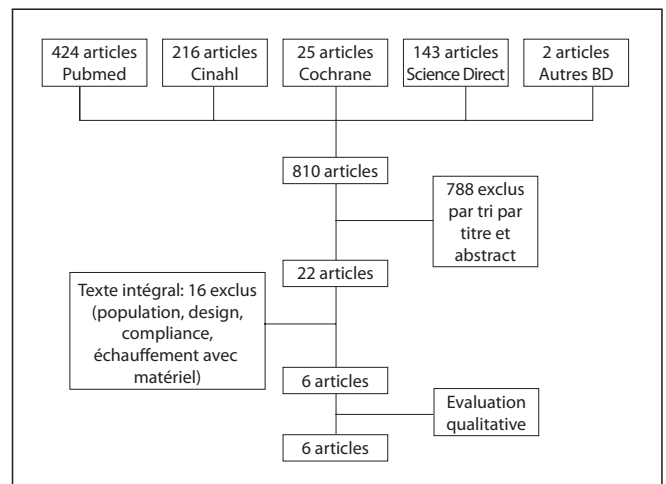 424 articles
Pubmed
216 articles
Cinahl
25 articles
Cochrane
143 articles
Science Direct
2 articles
Autres BD
810 articles
788 exclus
par tri par
titre et
abstract
22 articles
Texte intégral: 16 exclus
(population, design,
compliance,
échauffement avec
matériel)
6 articles
Evaluation
qualitative
6 articles